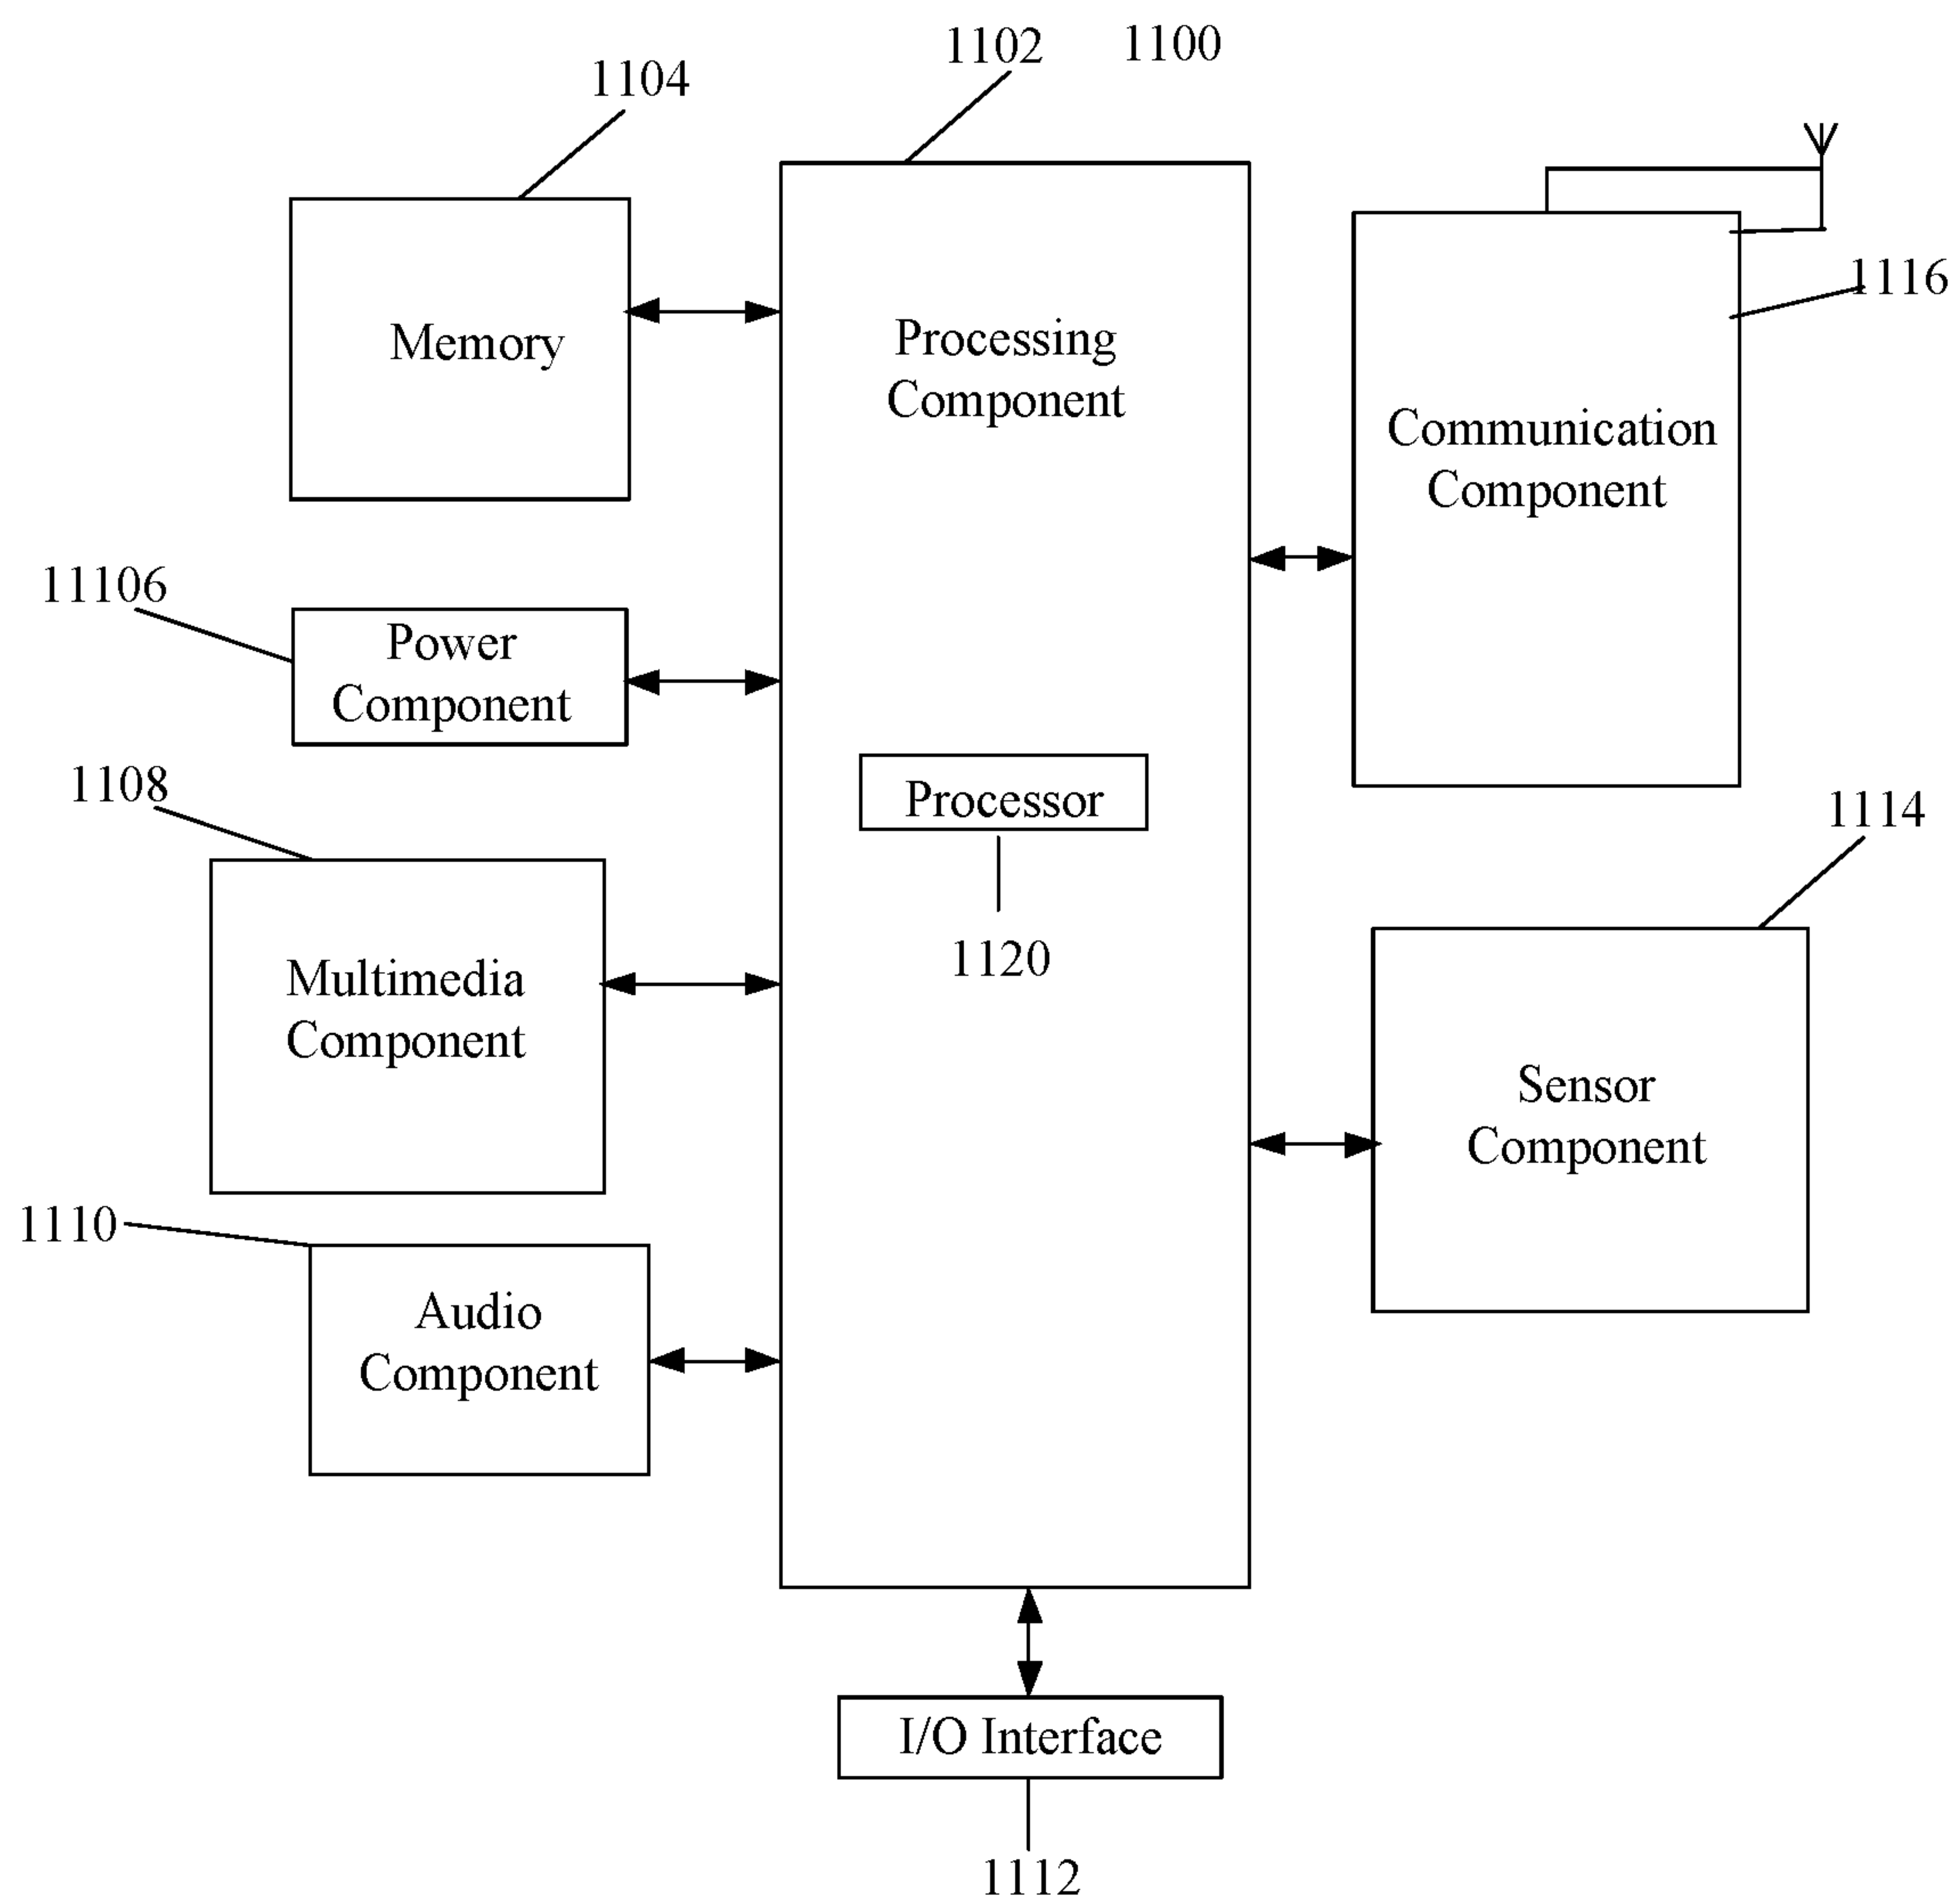 1102
1100
1104
Memory
Processing
Component
1116
Communication
Component
11106
Power
Component
1108
Processor
1114
1120
Multimedia
Component
Sensor
Component
1110
Audio
Component
I/O Interface
1112